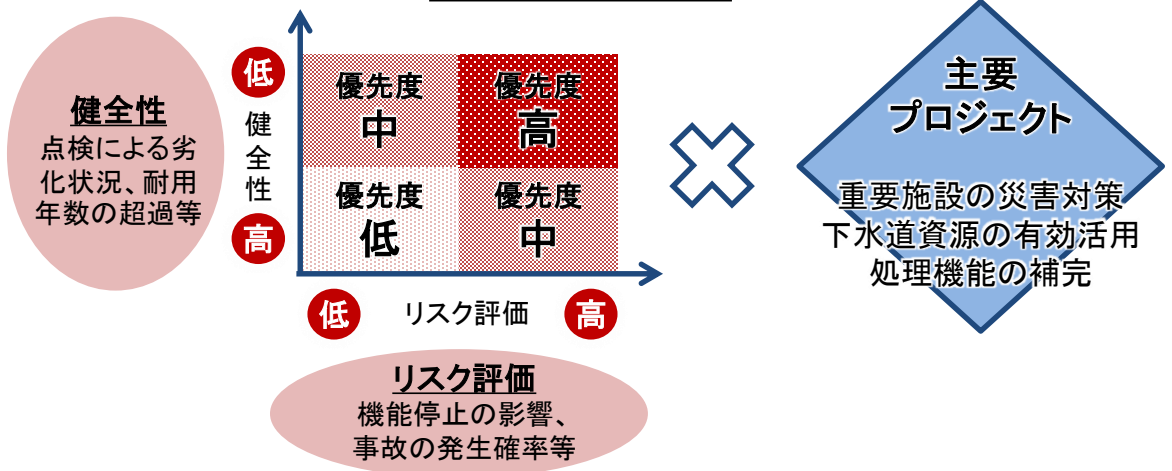 健全性
点検による劣
化状況、耐用
年数の超過等
低
健全性
高
優先度
中
優先度
高
優先度
低
優先度
中
低
リスク評価
高
リスク評価
機能停止の影響、
事故の発生確率等
主要
プロジェクト
重要施設の災害対策
下水道資源の有効活用
処理機能の補完